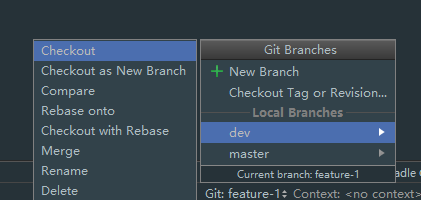 Checkout
Checkout as New Branch
Compare
Rebase onto
Checkout with Rebase
Merge
Rename
Delete
Git Branches
New Branch
Checkout Tag or Revision...
Local Branches
dev
master
Current branch: feature-1
Git: feature-1 Context: <no context>